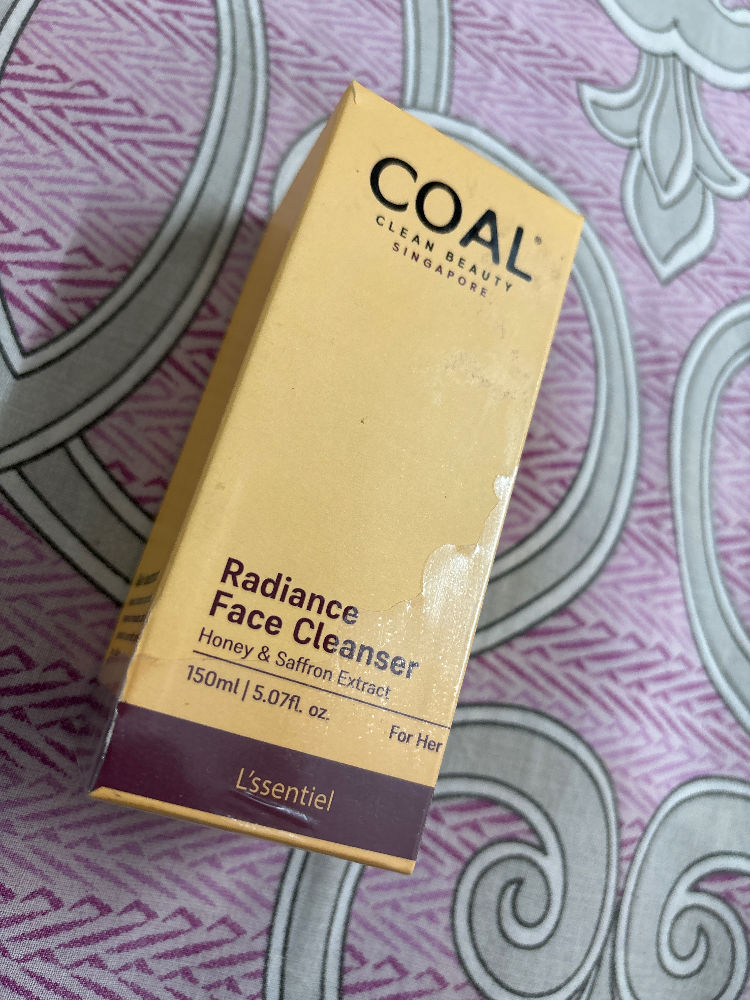 COAL®
CLEAN BEAUTY
SINGAPORE
Radiance
Face Cleanser
Honey & Saffron Extract
150ml | 5.07fl. oz.
For Her
L'ssentiel